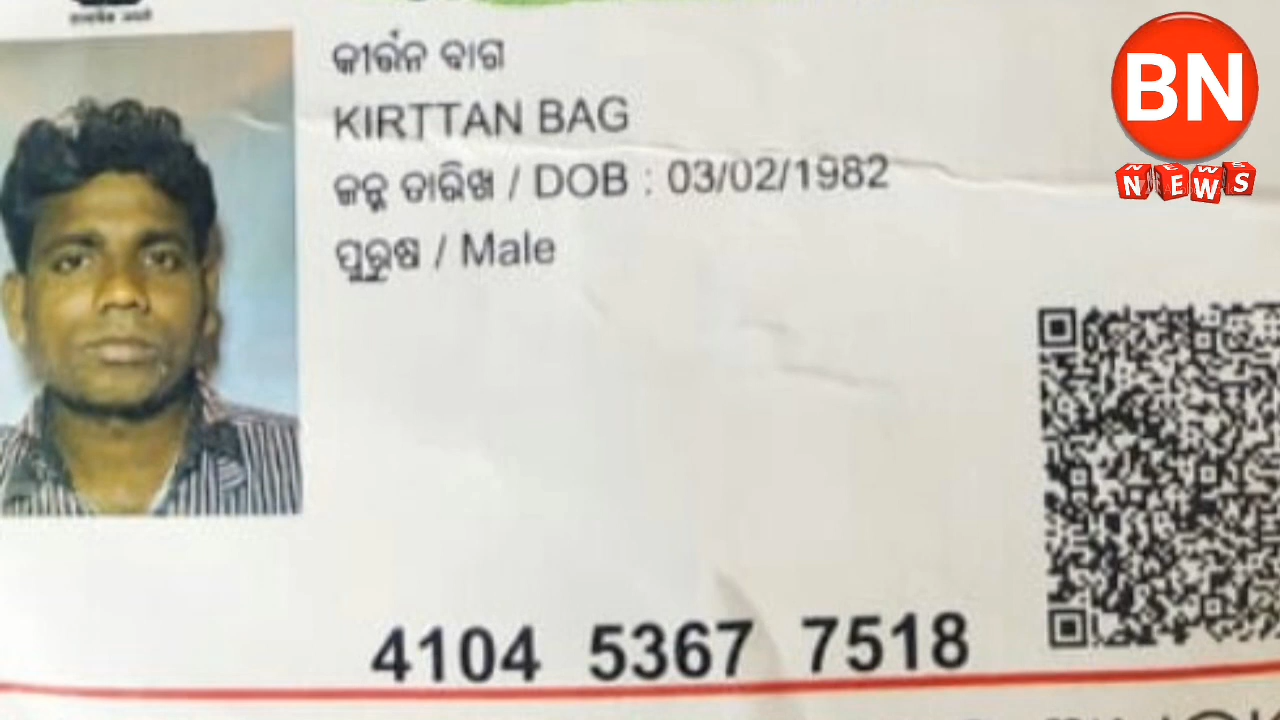 କୀର୍ତ୍ତନ ବାଗ
KIRTTAN BAG
ଜନ୍ମ ତାରିଖ / DOB : 03/02/1982
ପୁରୁଷ / Male
4104 5367 7518
BN
NEWS